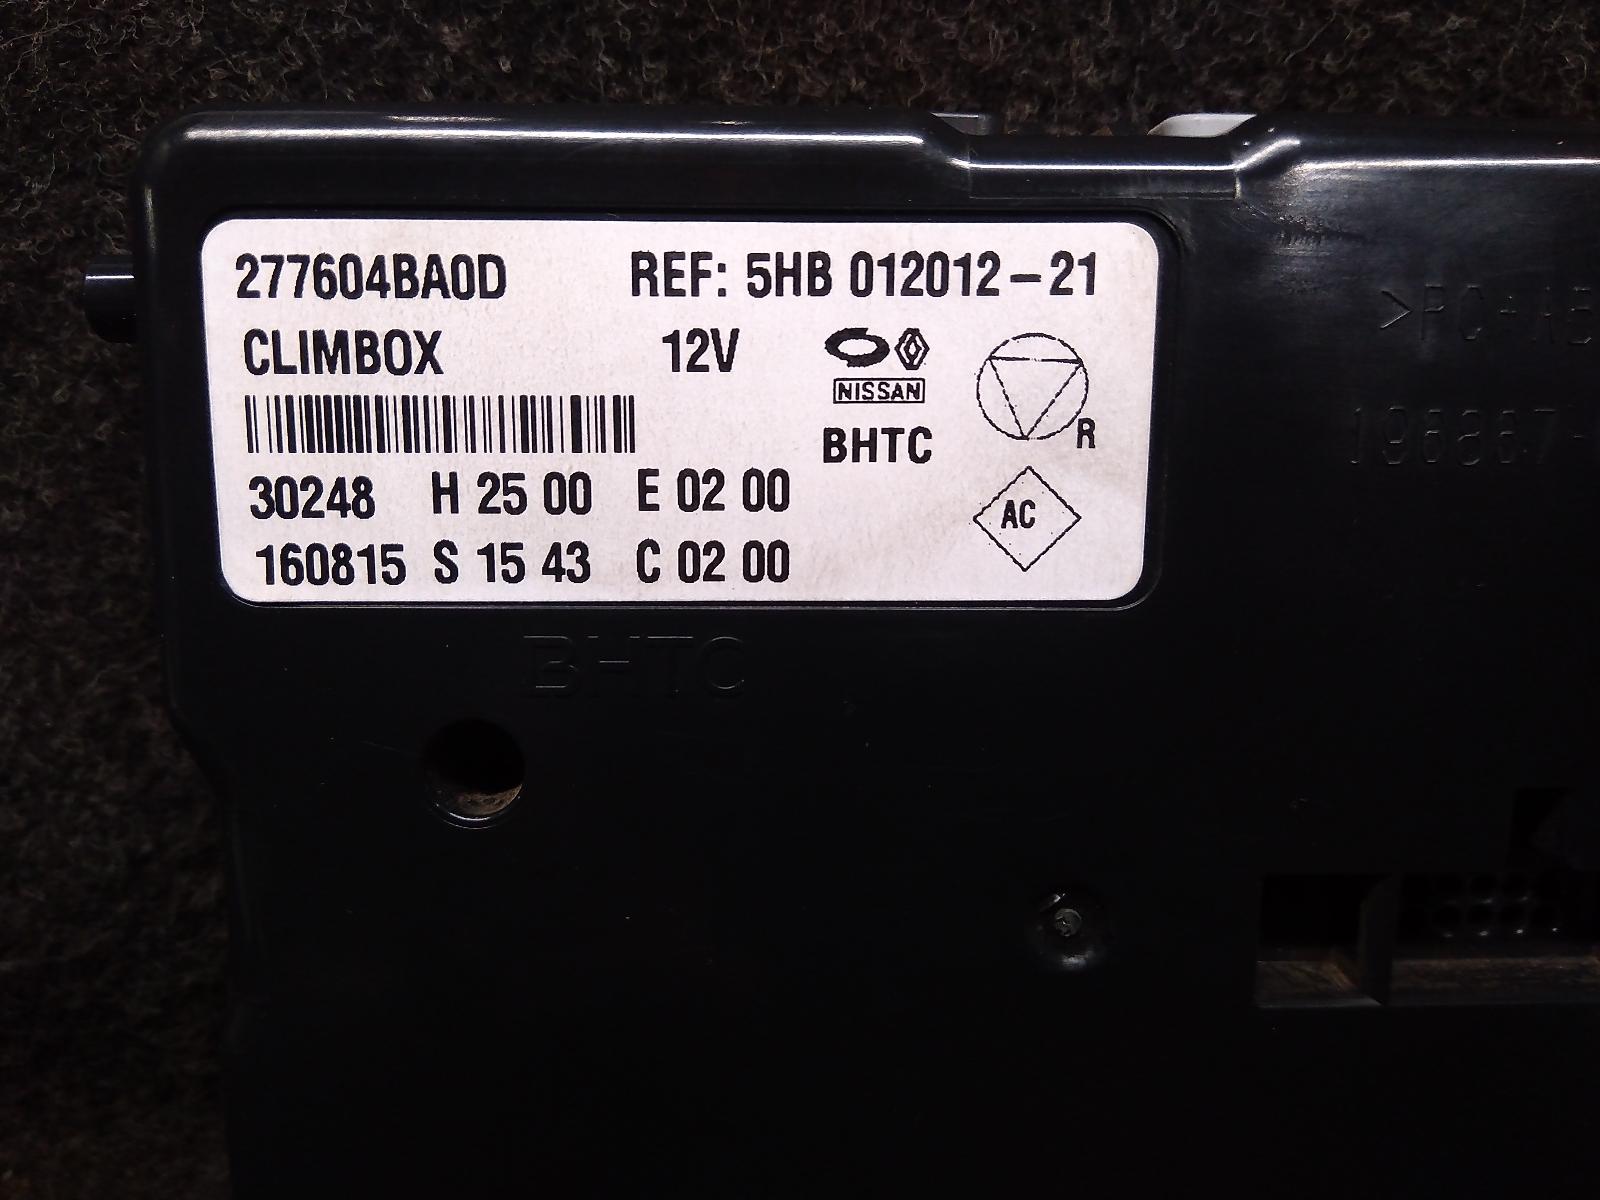 277604BA0D REF: 5HB 012012-21
CLIMBOX 12V
NISSAN
BHTC
R
30248 H 25 00 E 02 00
AC
160815 S 15 43 C 02 00
BHTC